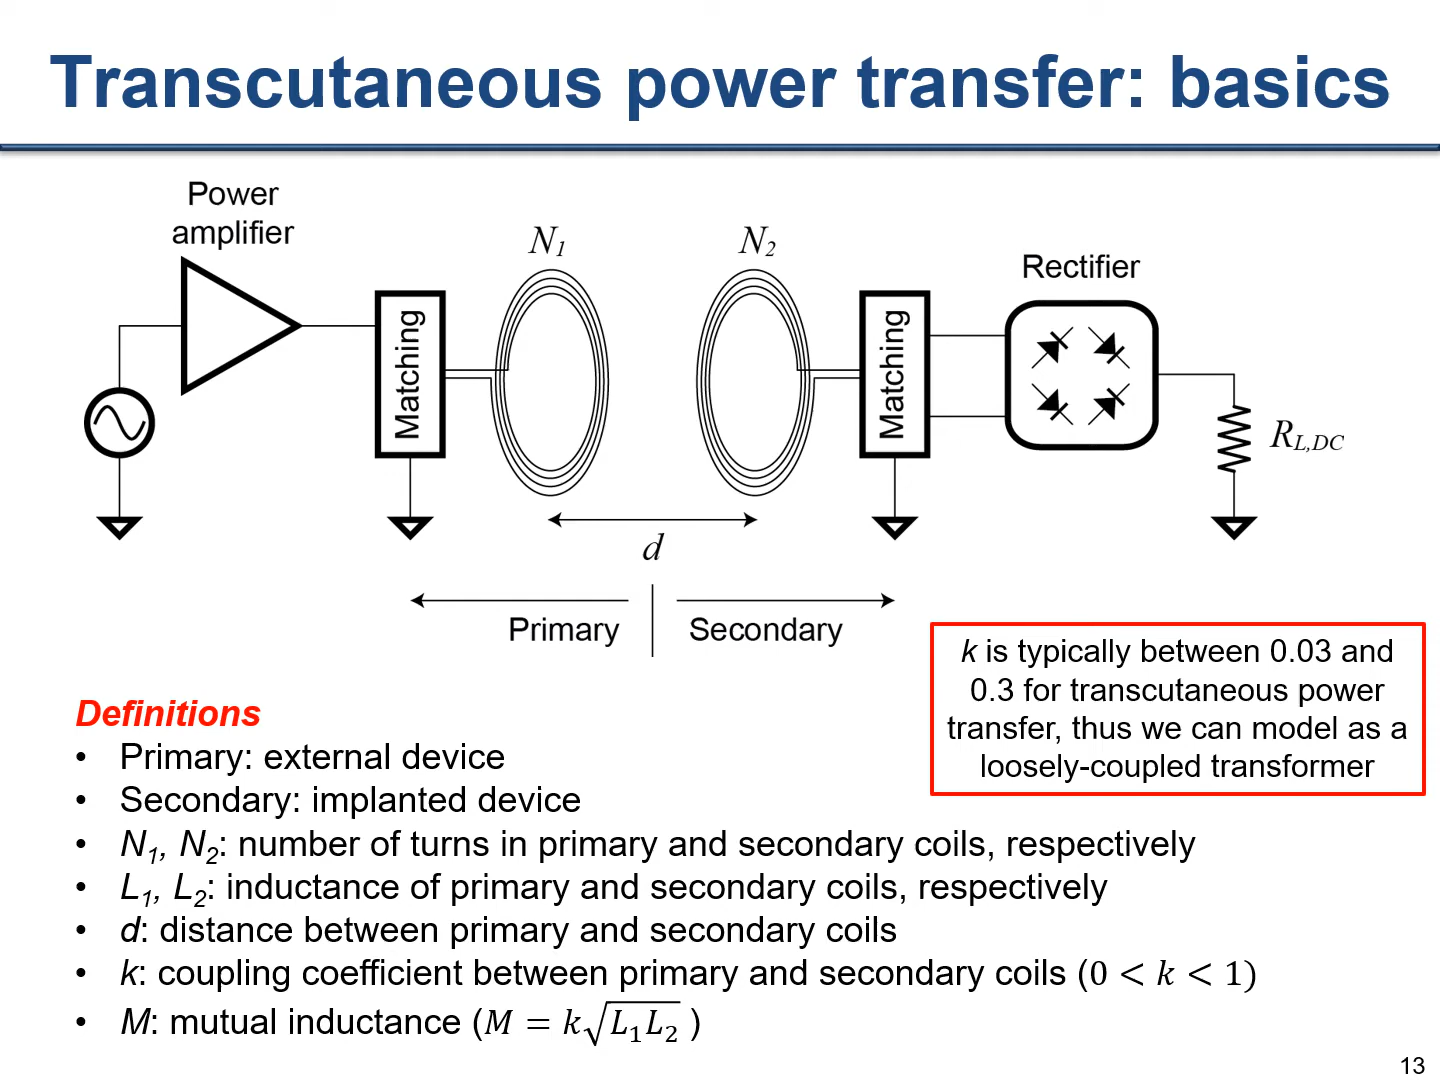 Transcutaneous power transfer: basics
Power
amplifier
N1
N2
Rectifier
Matching
Matching
RL,DC
d
Primary
Secondary
k is typically between 0.03 and
0.3 for transcutaneous power
transfer, thus we can model as a
loosely-coupled transformer
Definitions
• Primary: external device
• Secondary: implanted device
• N1, N2: number of turns in primary and secondary coils, respectively
• L1, L2: inductance of primary and secondary coils, respectively
• d: distance between primary and secondary coils
• k: coupling coefficient between primary and secondary coils (0 < k < 1)
• M: mutual inductance (M = k√L1L2 )
13